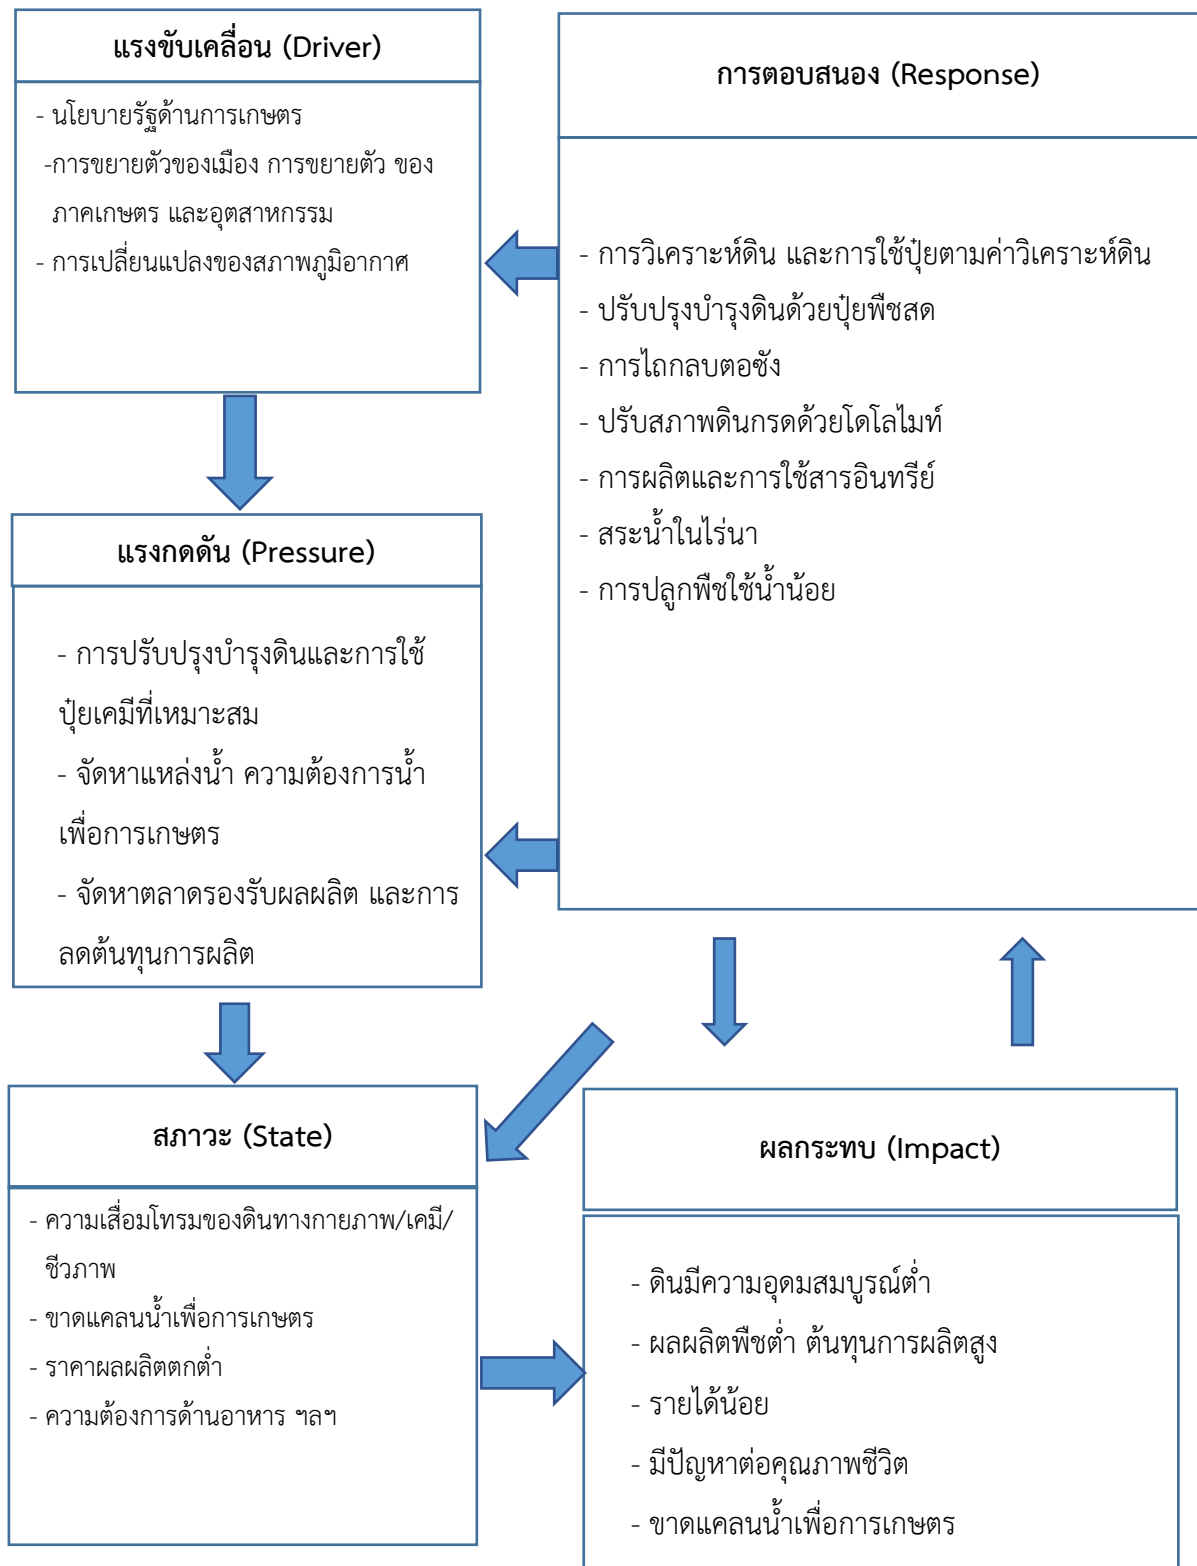 แรงขับเคลื่อน (Driver)
- นโยบายรัฐด้านการเกษตร
-การขยายตัวของเมือง การขยายตัว ของ
ภาคเกษตร และอุตสาหกรรม
- การเปลี่ยนแปลงของสภาพภูมิอากาศ
การตอบสนอง (Response)
- การวิเคราะห์ดิน และการใช้ปุ๋ยตามค่าวิเคราะห์ดิน
- ปรับปรุงบำรุงดินด้วยปุ๋ยพืชสด
- การไถกลบตอซัง
- ปรับสภาพดินกรดด้วยโดโลไมท์
- การผลิตและการใช้สารอินทรีย์
- สระน้ำในไร่นา
- การปลูกพืชใช้น้ำน้อย
แรงกดดัน (Pressure)
- การปรับปรุงบำรุงดินและการใช้
ปุ๋ยเคมีที่เหมาะสม
- จัดหาแหล่งน้ำ ความต้องการน้ำ
เพื่อการเกษตร
- จัดหาตลาดรองรับผลผลิต และการ
ลดต้นทุนการผลิต
สภาวะ (State)
- ความเสื่อมโทรมของดินทางกายภาพ/เคมี/
ชีวภาพ
- ขาดแคลนน้ำเพื่อการเกษตร
- ราคาผลผลิตตกต่ำ
- ความต้องการด้านอาหาร ฯลฯ
ผลกระทบ (Impact)
- ดินมีความอุดมสมบูรณ์ต่ำ
- ผลผลิตพืชต่ำ ต้นทุนการผลิตสูง
- รายได้น้อย
- มีปัญหาต่อคุณภาพชีวิต
- ขาดแคลนน้ำเพื่อการเกษตร